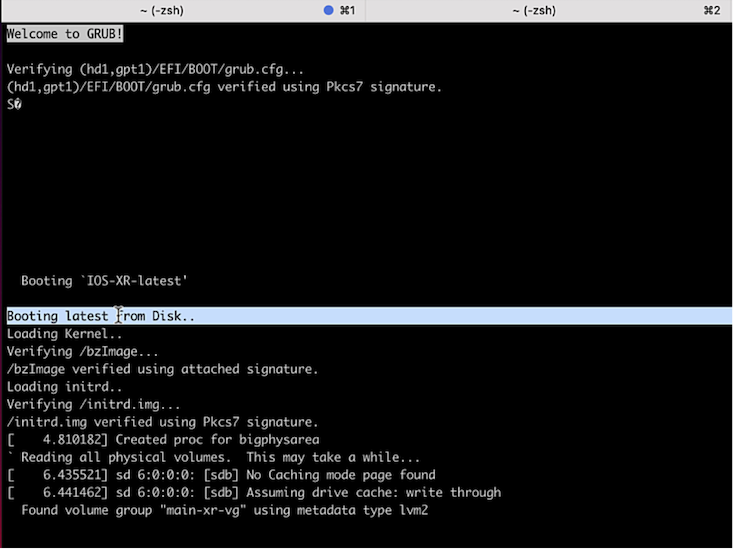 ~ (-zsh) ⌘1 ~ (-zsh) ⌘2
Welcome to GRUB!
Verifying (hd1,gpt1)/EFI/BOOT/grub.cfg...
(hd1,gpt1)/EFI/BOOT/grub.cfg verified using Pkcs7 signature.
S�
Booting `IOS-XR-latest'
Booting latest from Disk..
Loading Kernel..
Verifying /bzImage...
/bzImage verified using attached signature.
Loading initrd..
Verifying /initrd.img...
/initrd.img verified using Pkcs7 signature.
[    4.810182] Created proc for bigphysarea
` Reading all physical volumes.  This may take a while...
[    6.435521] sd 6:0:0:0: [sdb] No Caching mode page found
[    6.441462] sd 6:0:0:0: [sdb] Assuming drive cache: write through
Found volume group "main-xr-vg" using metadata type lvm2